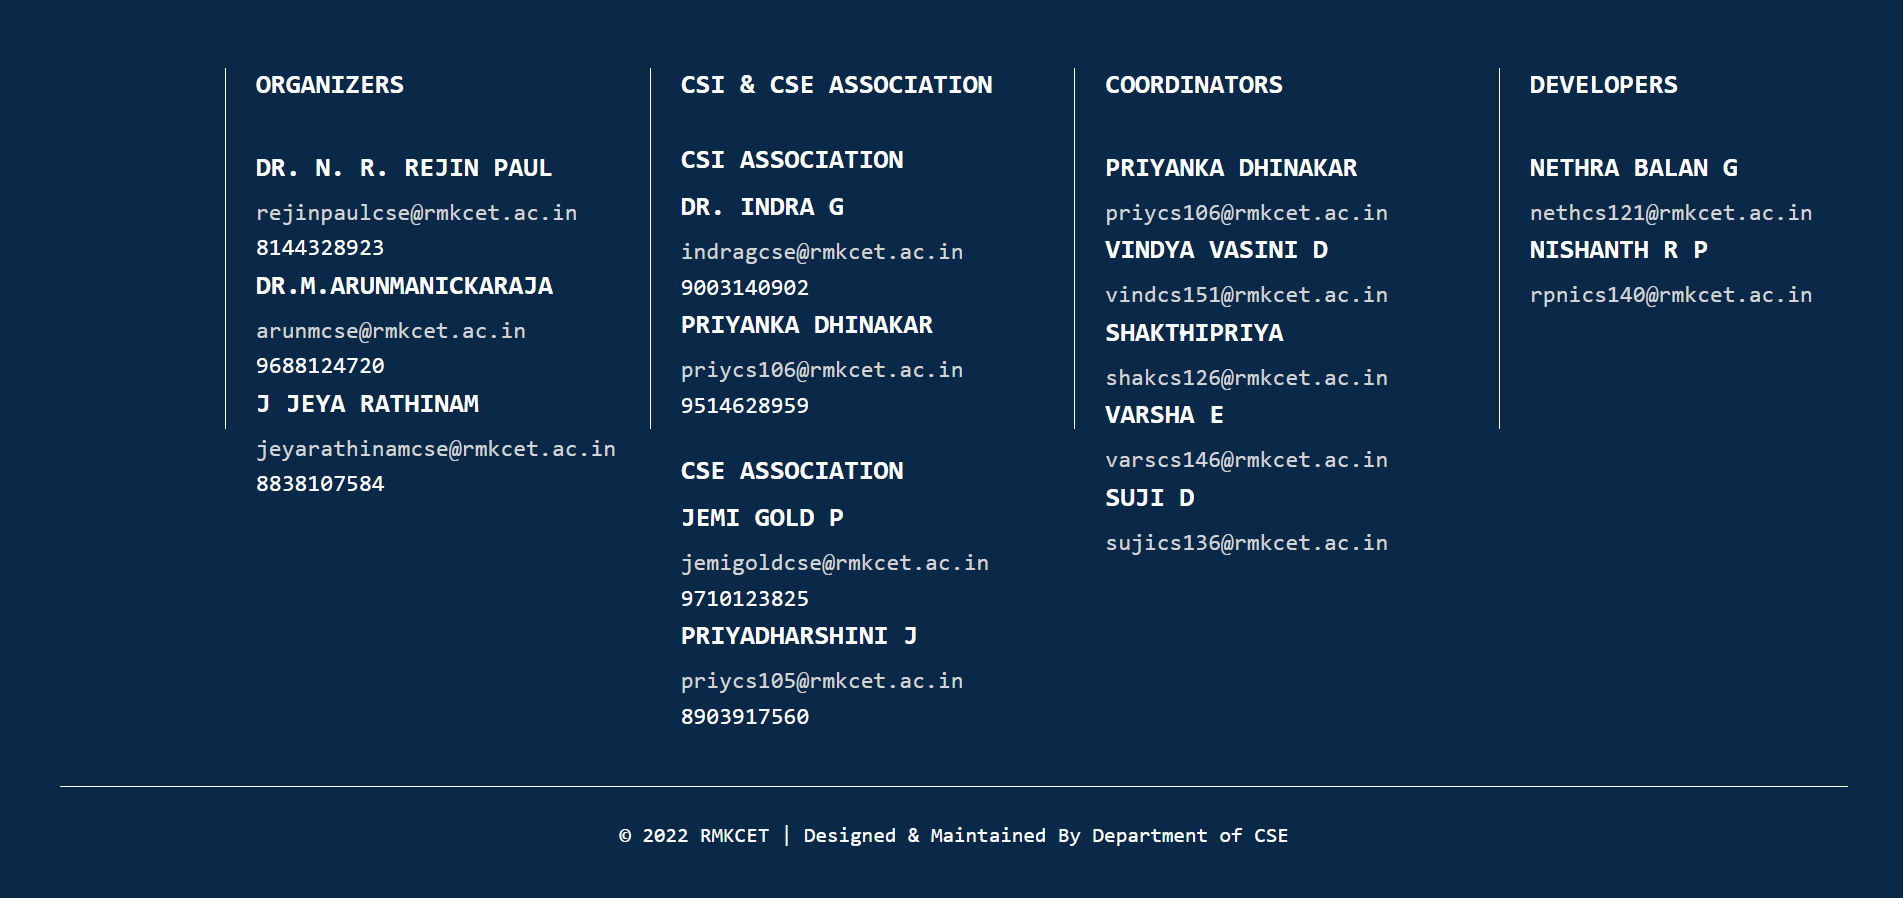 ORGANIZERS
DR. N. R. REJIN PAUL
rejinpaulcse@rmkcet.ac.in
8144328923
DR.M.ARUNMANICKARAJA
arunmcse@rmkcet.ac.in
9688124720
J JEYA RATHINAM
jeyarathinamcse@rmkcet.ac.in
8838107584
CSI & CSE ASSOCIATION
CSI ASSOCIATION
DR. INDRA G
indragcse@rmkcet.ac.in
9003140902
PRIYANKA DHINAKAR
priycs106@rmkcet.ac.in
9514628959
CSE ASSOCIATION
JEMI GOLD P
jemigoldcse@rmkcet.ac.in
9710123825
PRIYADHARSHINI J
priycs105@rmkcet.ac.in
8903917560
COORDINATORS
PRIYANKA DHINAKAR
priycs106@rmkcet.ac.in
VINDYA VASINI D
vindcs151@rmkcet.ac.in
SHAKTHIPRIYA
shakcs126@rmkcet.ac.in
VARSHA E
varscs146@rmkcet.ac.in
SUJI D
sujics136@rmkcet.ac.in
DEVELOPERS
NETHRA BALAN G
nethcs121@rmkcet.ac.in
NISHANTH R P
rpnics140@rmkcet.ac.in
© 2022 RMKCET | Designed & Maintained By Department of CSE